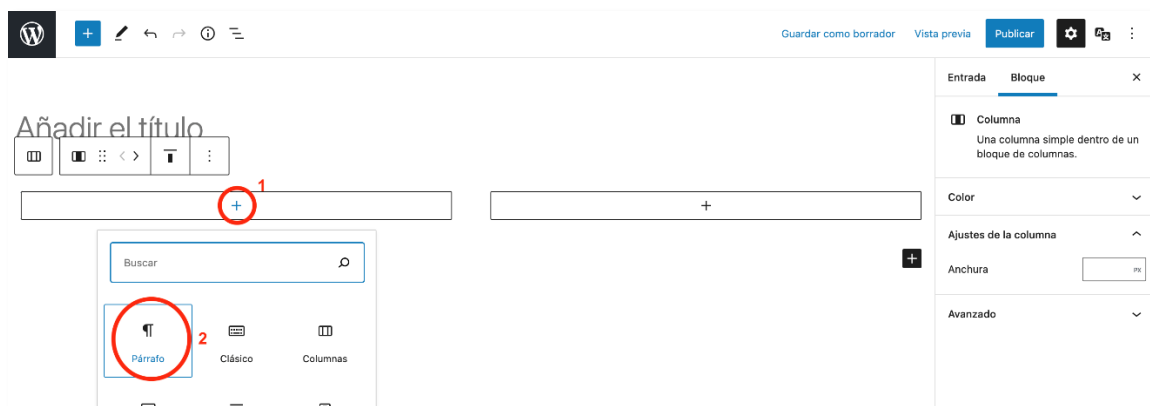 Guardar como borrador Vista previa Publicar
Entrada Bloque
Añadir el título
Columna
Una columna simple dentro de un
bloque de columnas.
1
Color
Ajustes de la columna
Buscar
Anchura PX
2
Párrafo Clásico Columnas
Avanzado